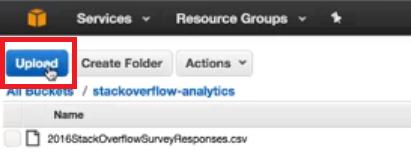 Services Resource Groups
Upload Create Folder Actions
All Buckets / stackoverflow-analytics
Name
2016StackOverflowSurveyResponses.csv